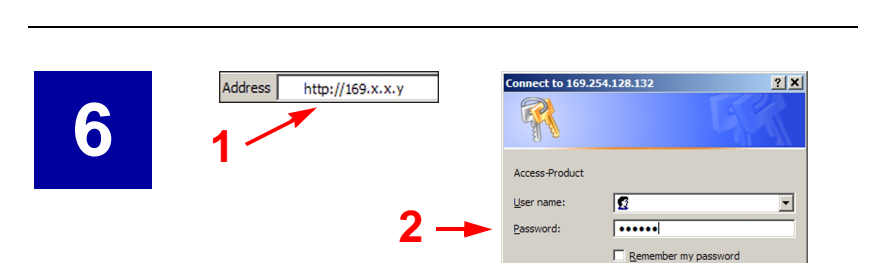 6
Address http://169.x.x.y
1
Connect to 169.254.128.132
Access-Product
User name:
2
Password: ••••••
Remember my password